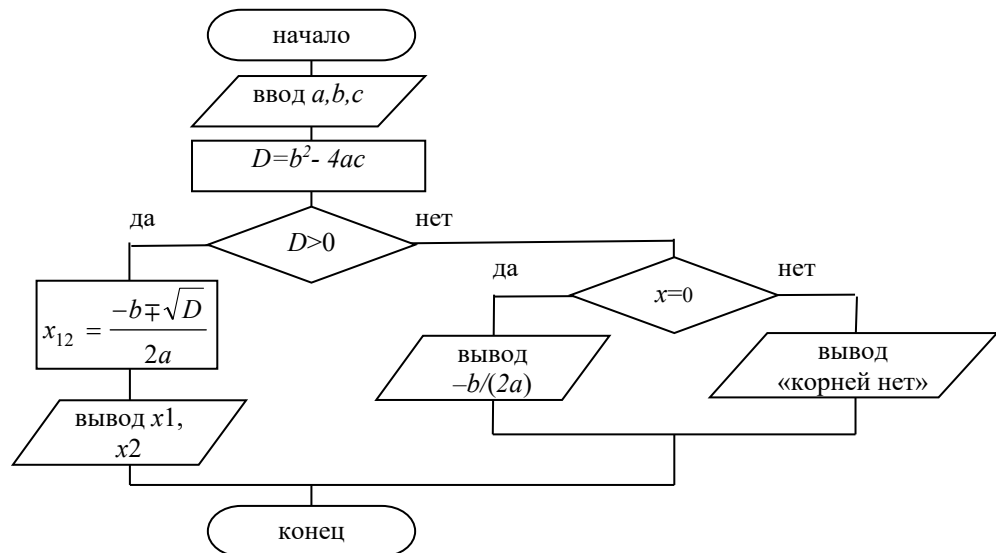 начало
ввод a,b,c
D=b²- 4ac
да
нет
D>0
x₁₂ = (−b∓√D)/(2a)
вывод x1,
x2
да
нет
x=0
вывод
–b/(2a)
вывод
«корней нет»
конец